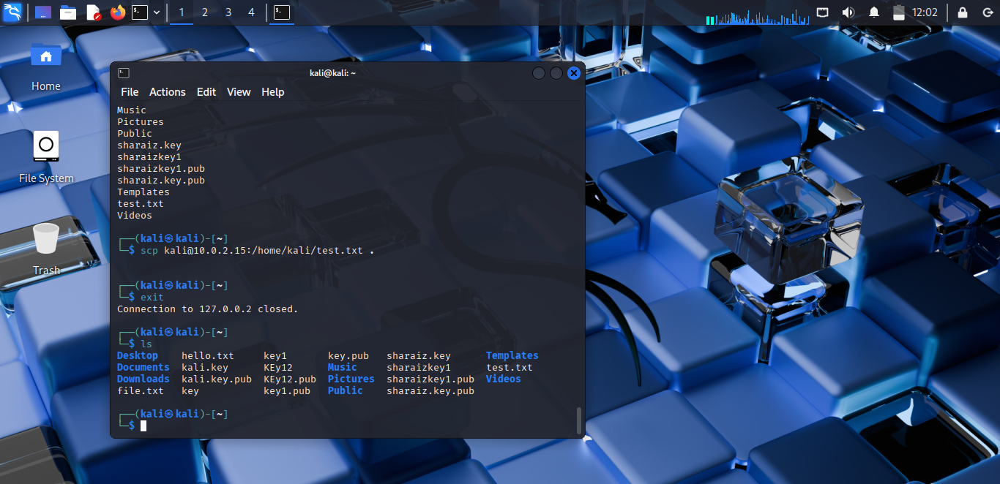 1 2 3 4 12:02
Home
File System
Trash
kali@kali: ~
File Actions Edit View Help
Music
Pictures
Public
sharaiz.key
sharaizkey1
sharaizkey1.pub
sharaiz.key.pub
Templates
test.txt
Videos
┌──(kali㉿kali)-[~]
└─$ scp kali@10.0.2.15:/home/kali/test.txt .
┌──(kali㉿kali)-[~]
└─$ exit
Connection to 127.0.0.2 closed.
┌──(kali㉿kali)-[~]
└─$ ls
Desktop hello.txt key1 key.pub sharaiz.key Templates
Documents kali.key KEy12 Music sharaizkey1 test.txt
Downloads kali.key.pub KEy12.pub Pictures sharaizkey1.pub Videos
file.txt key key1.pub Public sharaiz.key.pub
┌──(kali㉿kali)-[~]
└─$